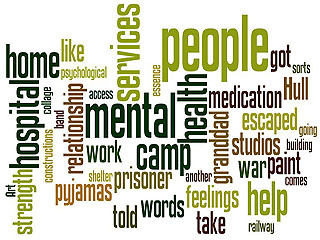 people
services
got
home
like
sorts
psychological
essence
health
hospital
access
medication
Hull
relationship
collage
band
mental
granddad
escaped
going
constructions
work
camp
studios
building
Art
strength
shelter
prisoner
another
war
paint
pyjamas
feelings
comes
told
words
take
help
railway